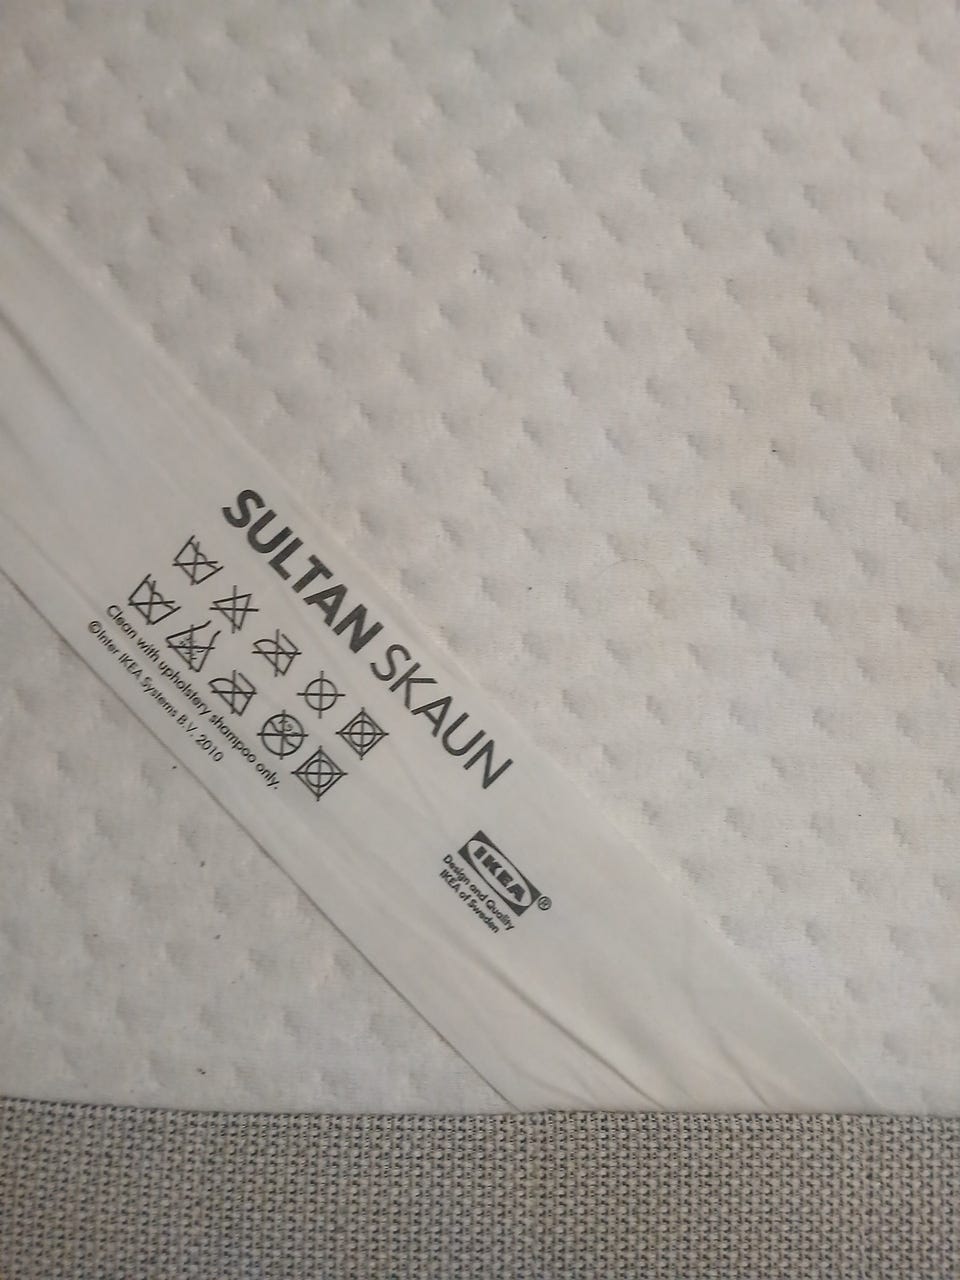 SULTAN SKAUN
Clean with upholstery shampoo only.
©Inter IKEA Systems B.V. 2010
IKEA®
Design and Quality
IKEA of Sweden